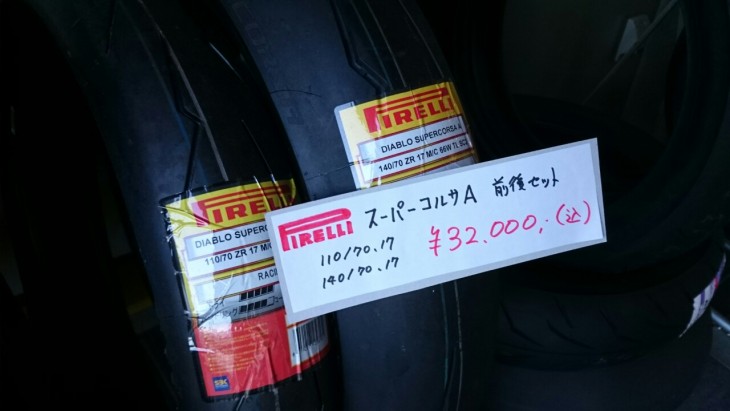 PIRELLI
DIABLO SUPERCORSA A
140/70 ZR 17 M/C 66W TL SC
PIRELLI
DIABLO SUPERCO
110/70 ZR 17 M/C
RACI
PIRELLI スーパーコルサA 前後セット
110/70.17
140/70.17
¥32.000,-(込)